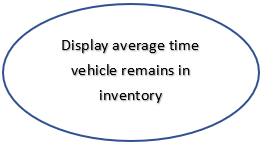 Display average time
vehicle remains in
inventory